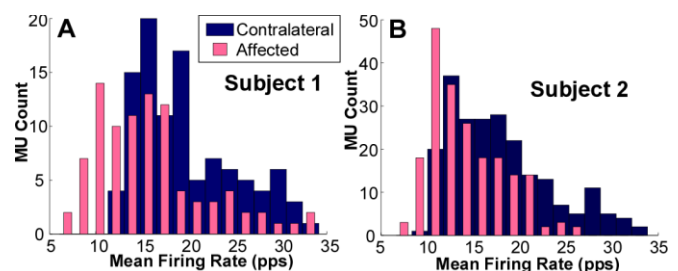 A
Contralateral
Affected
Subject 1
MU Count
20
15
10
5
0
5
10
15
20
25
30
35
Mean Firing Rate (pps)
B
Subject 2
MU Count
50
40
30
20
10
0
5
10
15
20
25
30
35
Mean Firing Rate (pps)